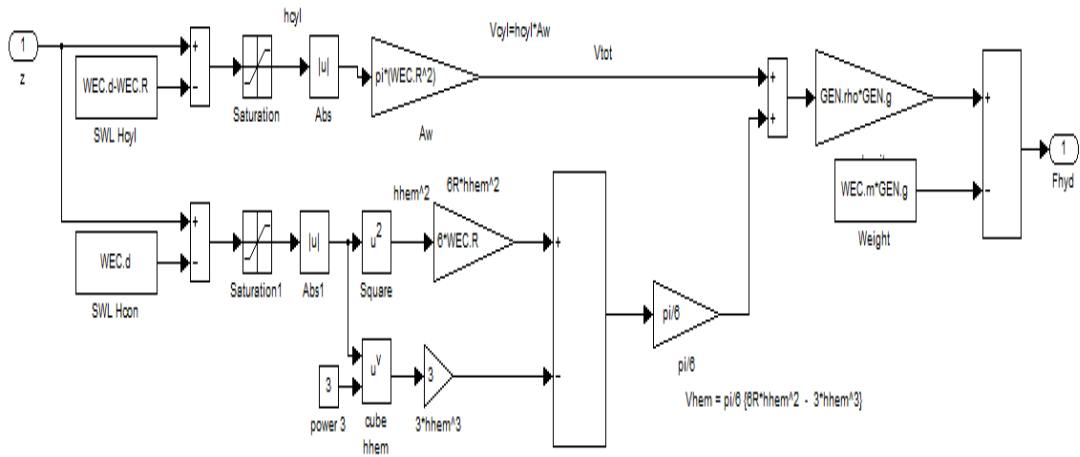 hcyl
Vcyl=hcyl*Aw
Vtot
1
z
+
−
|u|
pi*(WEC.R^2)
+
+
GEN.rho*GEN.g
+
−
1
Fhyd
WEC.d-WEC.R
SWL Hcyl
Saturation
Abs
Aw
WEC.m*GEN.g
Weight
hhem^2
6R*hhem^2
+
−
|u|
u^2
6*WEC.R
+
−
WEC.d
SWL Hcon
Saturation1
Abs1
Square
pi/6
pi/6
3
power 3
u^v
cube
hhem
3
3*hhem^3
Vhem = pi/6 {6R*hhem^2 - 3*hhem^3}